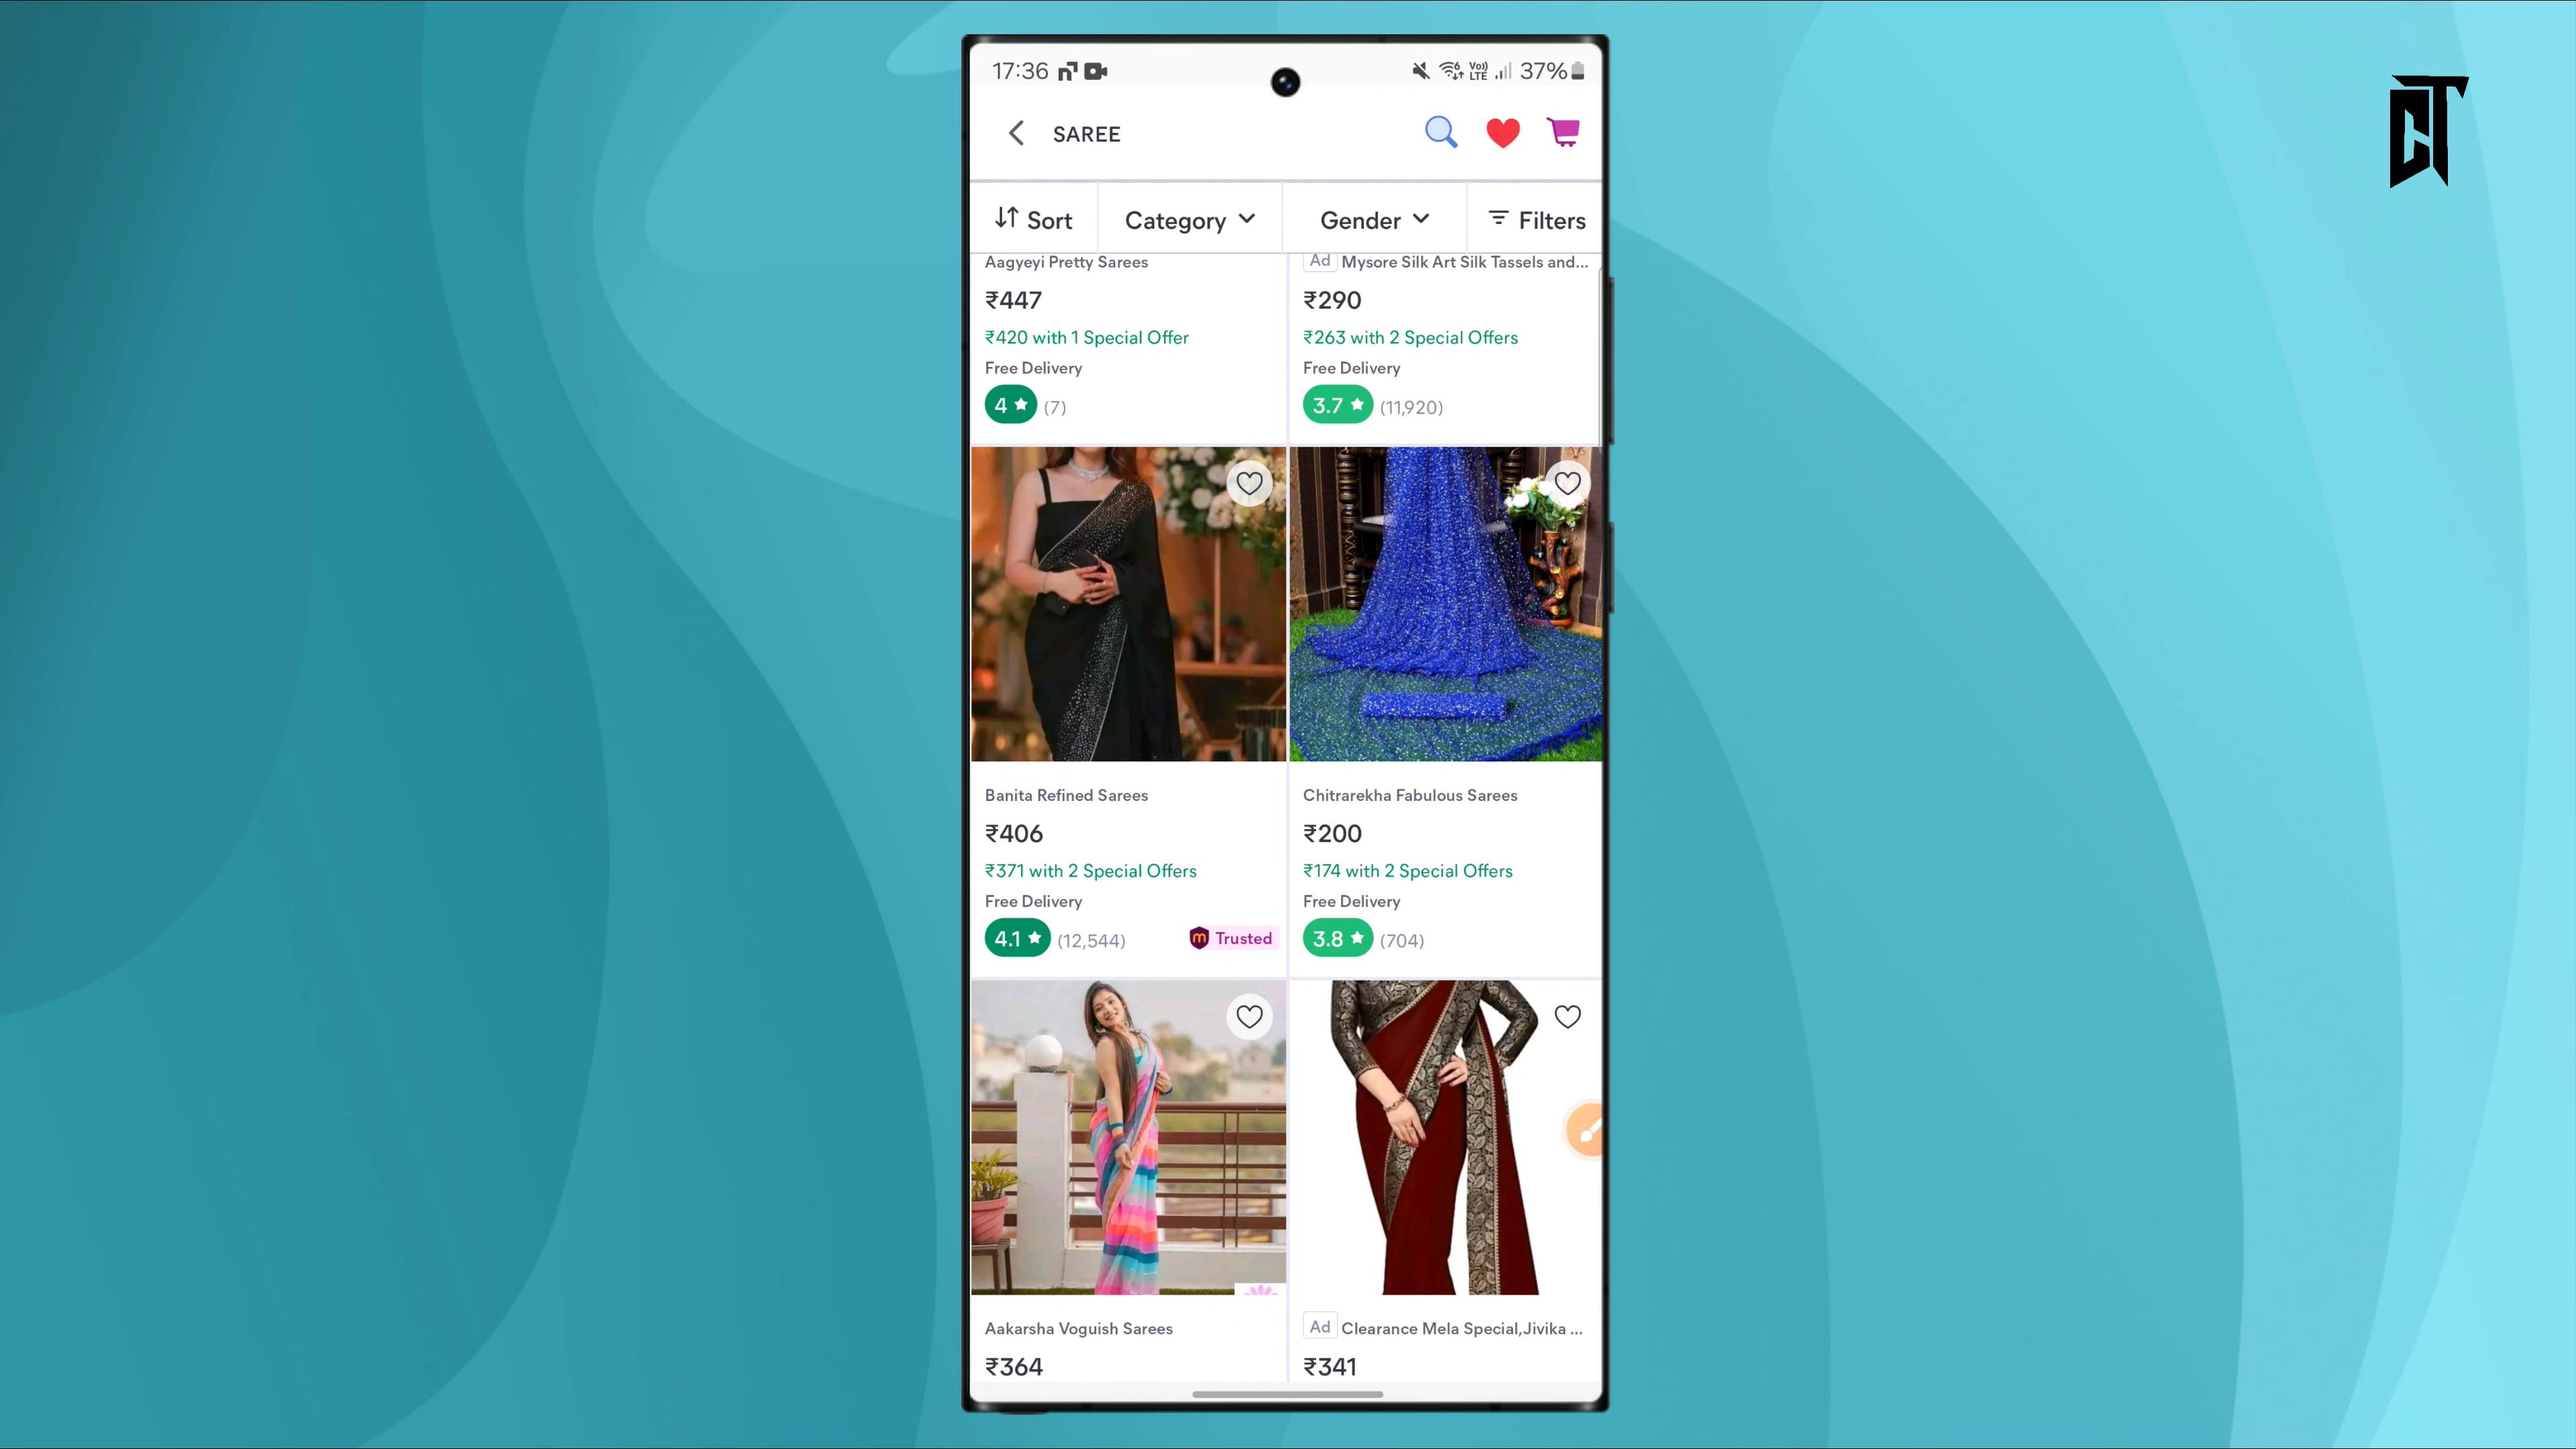 17:36
Vo)
LTE
37%
SAREE
Sort
Category
Gender
Filters
Aagyeyi Pretty Sarees
₹447
₹420 with 1 Special Offer
Free Delivery
4 ★ (7)
Ad Mysore Silk Art Silk Tassels and...
₹290
₹263 with 2 Special Offers
Free Delivery
3.7 ★ (11,920)
Banita Refined Sarees
₹406
₹371 with 2 Special Offers
Free Delivery
4.1 ★ (12,544)
m Trusted
Chitrarekha Fabulous Sarees
₹200
₹174 with 2 Special Offers
Free Delivery
3.8 ★ (704)
Aakarsha Voguish Sarees
₹364
Ad Clearance Mela Special,Jivika ...
₹341
CT